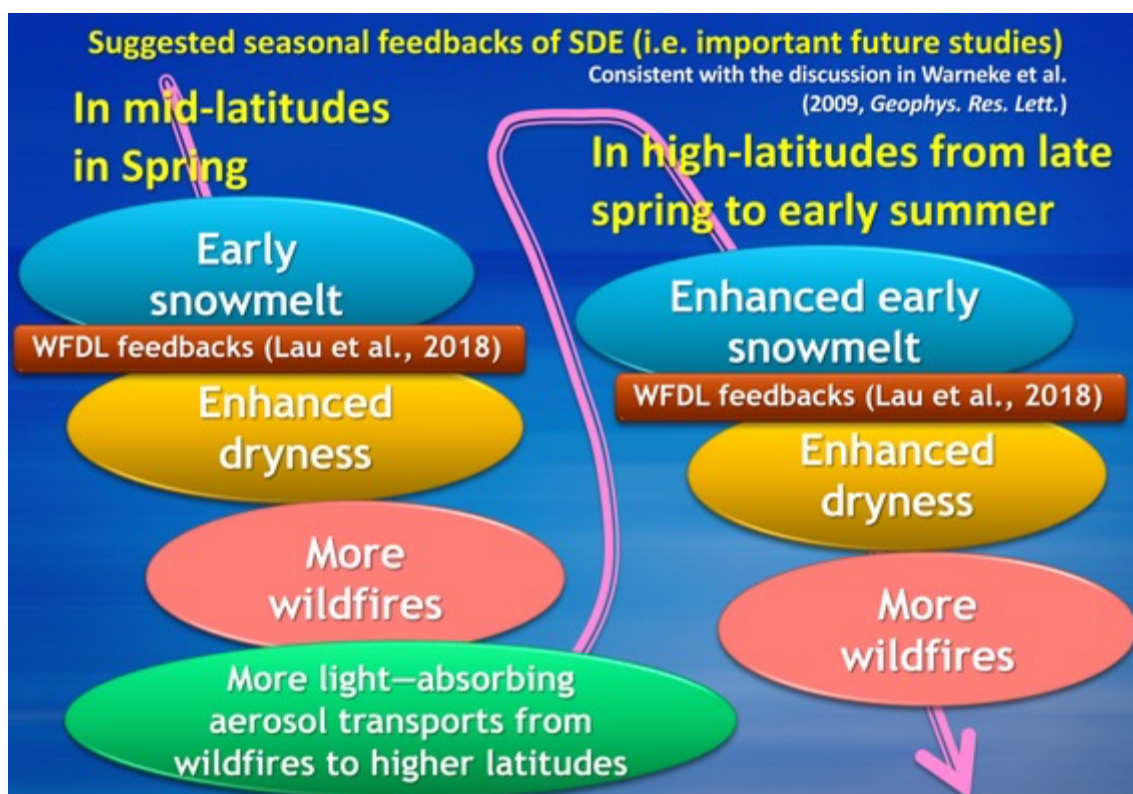 Suggested seasonal feedbacks of SDE (i.e. important future studies)
Consistent with the discussion in Warneke et al.
(2009, Geophys. Res. Lett.)
In mid-latitudes
in Spring
Early
snowmelt
WFDL feedbacks (Lau et al., 2018)
Enhanced
dryness
More
wildfires
More light—absorbing
aerosol transports from
wildfires to higher latitudes
In high-latitudes from late
spring to early summer
Enhanced early
snowmelt
WFDL feedbacks (Lau et al., 2018)
Enhanced
dryness
More
wildfires